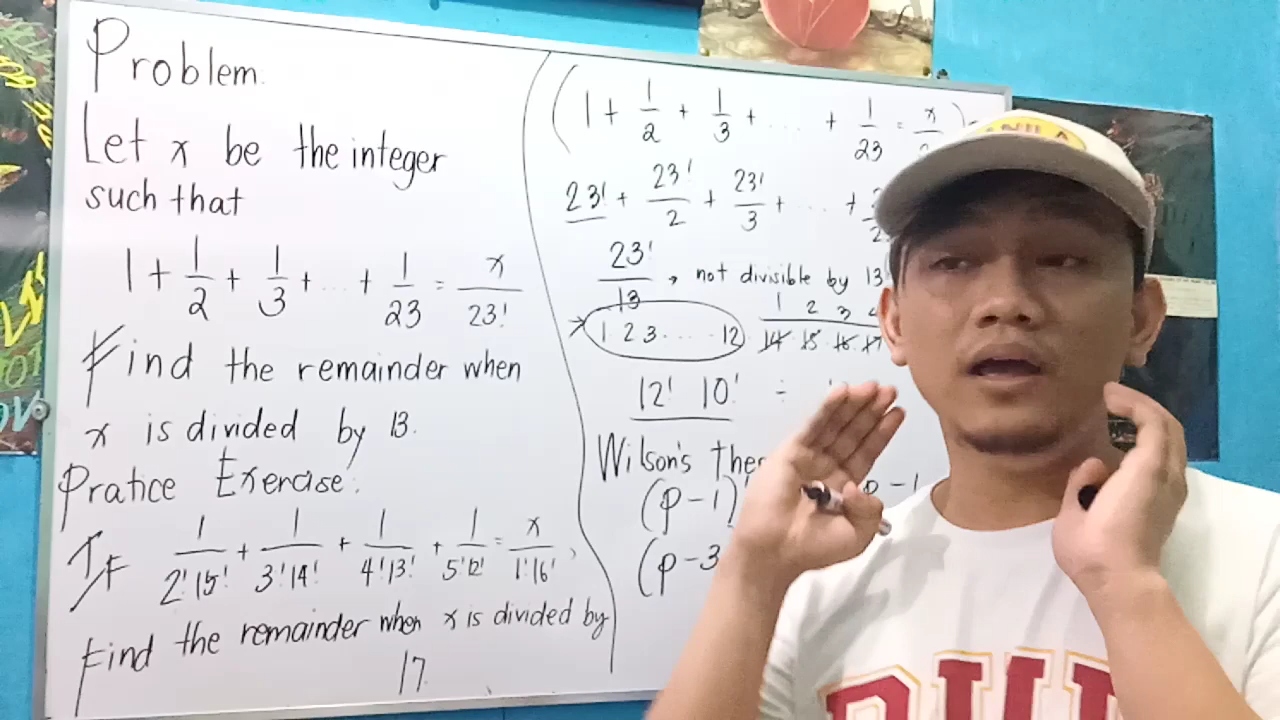 Problem.
Let x be the integer
such that
1 + 1/2 + 1/3 + ... + 1/23 = x/23!
Find the remainder when
x is divided by 13.
Pratice Exercise:
If 1/2!15! + 1/3!14! + 1/4!13! + 1/5!12! = x/1!16!,
Find the remainder when x is divided by
17
(1 + 1/2 + 1/3 + .... + 1/23 = x/
23! + 23!/2 + 23!/3 + .... +
23!/13, not divisible by 13
1 2 3 ..... 12 1 2 3
14 15 16 17
12! 10! ÷
Wilson's
(p-1) p-1
(p-3
MANILA